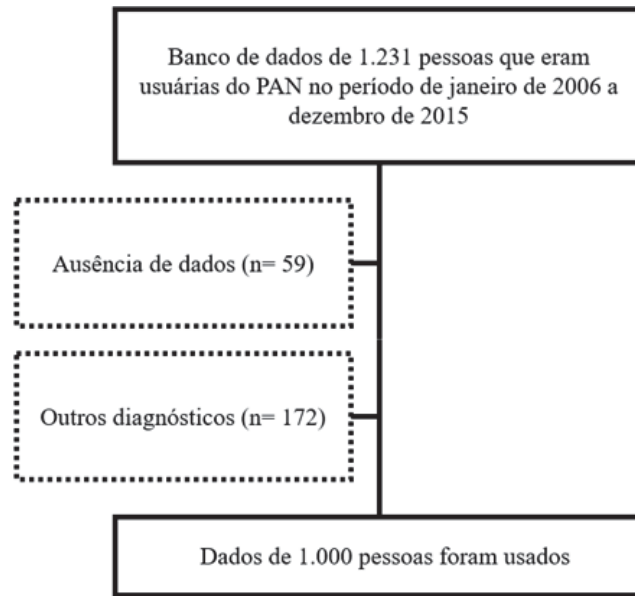 Banco de dados de 1.231 pessoas que eram
usuárias do PAN no período de janeiro de 2006 a
dezembro de 2015
Ausência de dados (n= 59)
Outros diagnósticos (n= 172)
Dados de 1.000 pessoas foram usados